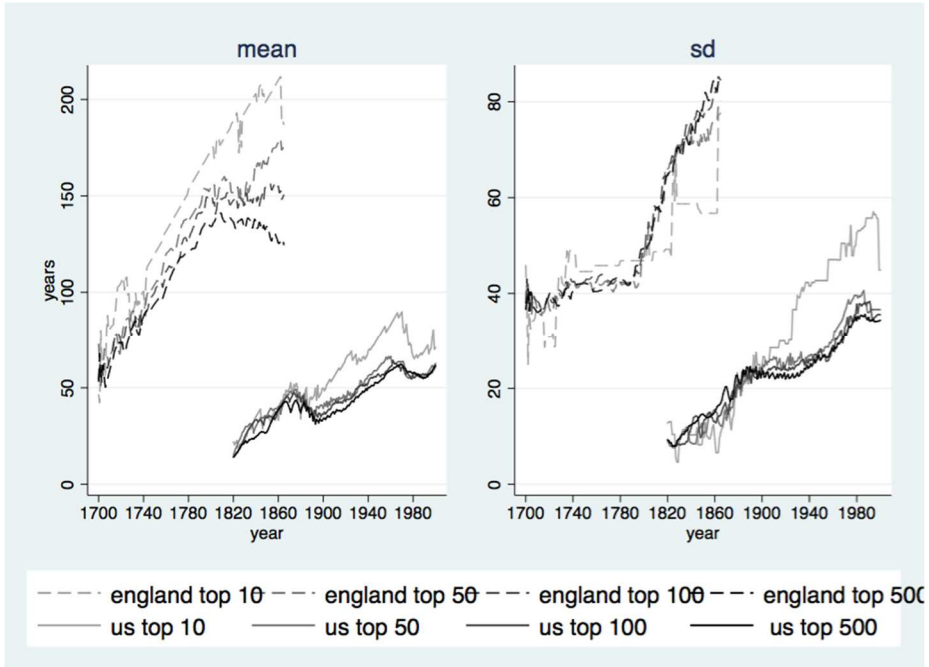 mean
sd
years
200
150
100
50
0
1700 1740 1780 1820 1860 1900 1940 1980
year
80
60
40
20
0
1700 1740 1780 1820 1860 1900 1940 1980
year
england top 10 england top 50 england top 100 england top 500
us top 10 us top 50 us top 100 us top 500